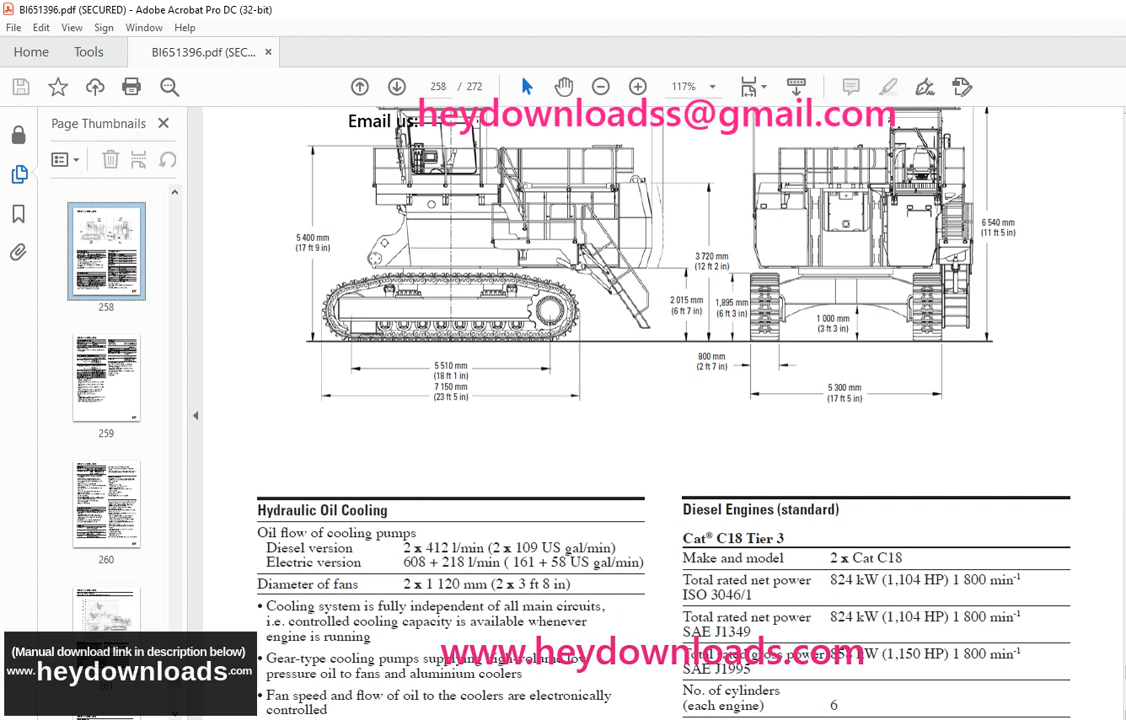 BI651396.pdf (SECURED) - Adobe Acrobat Pro DC (32-bit)
File Edit View Sign Window Help
Home Tools BI651396.pdf (SEC... ×
258 / 272 117%
Page Thumbnails
258
259
260
Email us: heydownloadss@gmail.com
5 400 mm
(17 ft 9 in)
3 720 mm
(12 ft 2 in)
2 015 mm
(6 ft 7 in)
1,895 mm
(6 ft 3 in)
1 000 mm
(3 ft 3 in)
6 540 mm
(11 ft 5 in)
5 510 mm
(18 ft 1 in)
7 150 mm
(23 ft 5 in)
800 mm
(2 ft 7 in)
5 300 mm
(17 ft 5 in)
Hydraulic Oil Cooling
Oil flow of cooling pumps
Diesel version 2 x 412 l/min (2 x 109 US gal/min)
Electric version 608 + 218 l/min ( 161 + 58 US gal/min)
Diameter of fans 2 x 1 120 mm (2 x 3 ft 8 in)
• Cooling system is fully independent of all main circuits,
i.e. controlled cooling capacity is available whenever
engine is running
• Gear-type cooling pumps supplying high-volume low
pressure oil to fans and aluminium coolers
• Fan speed and flow of oil to the coolers are electronically
controlled
Diesel Engines (standard)
Cat® C18 Tier 3
Make and model 2 x Cat C18
Total rated net power 824 kW (1,104 HP) 1 800 min-1
ISO 3046/1
Total rated net power 824 kW (1,104 HP) 1 800 min-1
SAE J1349
Total rated gross power 858 kW (1,150 HP) 1 800 min-1
SAE J1995
No. of cylinders
(each engine) 6
www.heydownloads.com
(Manual download link in description below)
www.heydownloads.com